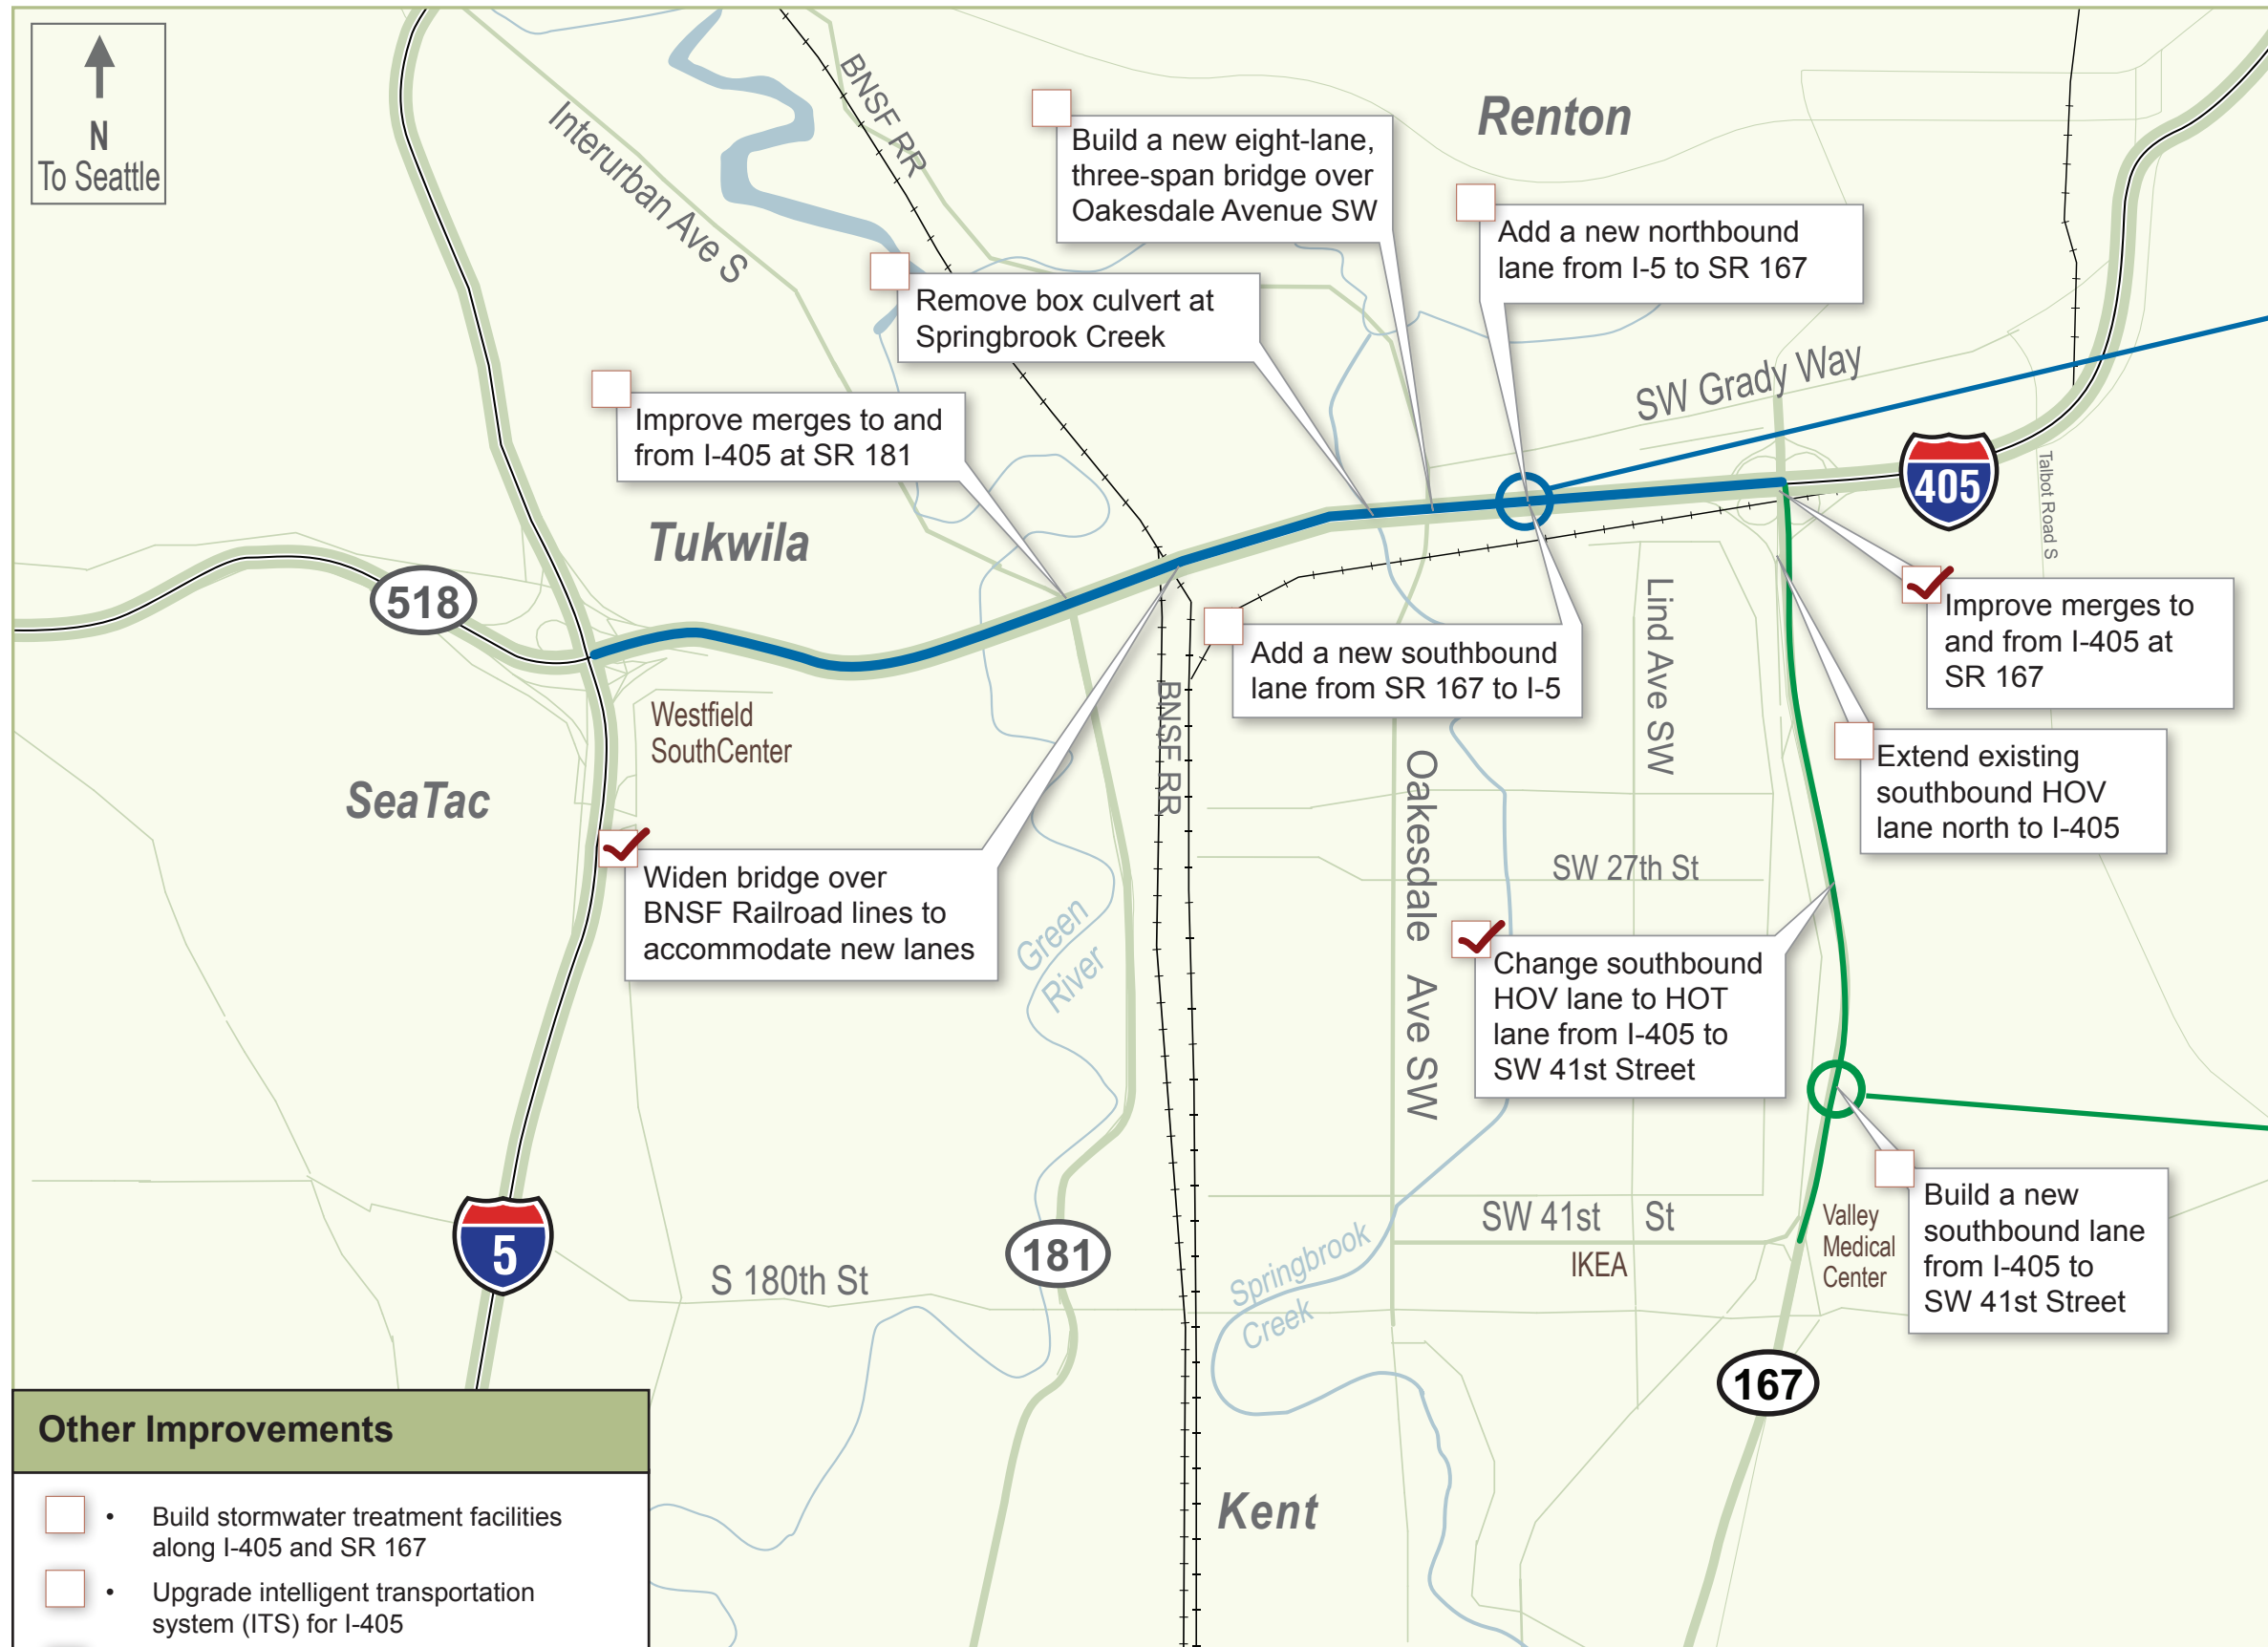 N
To Seattle
BNSF RR
Interurban Ave S
Renton
Build a new eight-lane,
three-span bridge over
Oakesdale Avenue SW
Add a new northbound
lane from I-5 to SR 167
Remove box culvert at
Springbrook Creek
SW Grady Way
Improve merges to and
from I-405 at SR 181
405
Talbot Road S
Tukwila
518
Improve merges to
and from I-405 at
SR 167
Add a new southbound
lane from SR 167 to I-5
Lind Ave SW
BNSF RR
Westfield
SouthCenter
SeaTac
Extend existing
southbound HOV
lane north to I-405
Oakesdale Ave SW
SW 27th St
Widen bridge over
BNSF Railroad lines to
accommodate new lanes
Green
River
Change southbound
HOV lane to HOT
lane from I-405 to
SW 41st Street
Build a new
southbound lane
from I-405 to
SW 41st Street
SW 41st St
IKEA
Valley
Medical
Center
5
181
S 180th St
Springbrook
Creek
167
Kent
Other Improvements
• Build stormwater treatment facilities
along I-405 and SR 167
• Upgrade intelligent transportation
system (ITS) for I-405